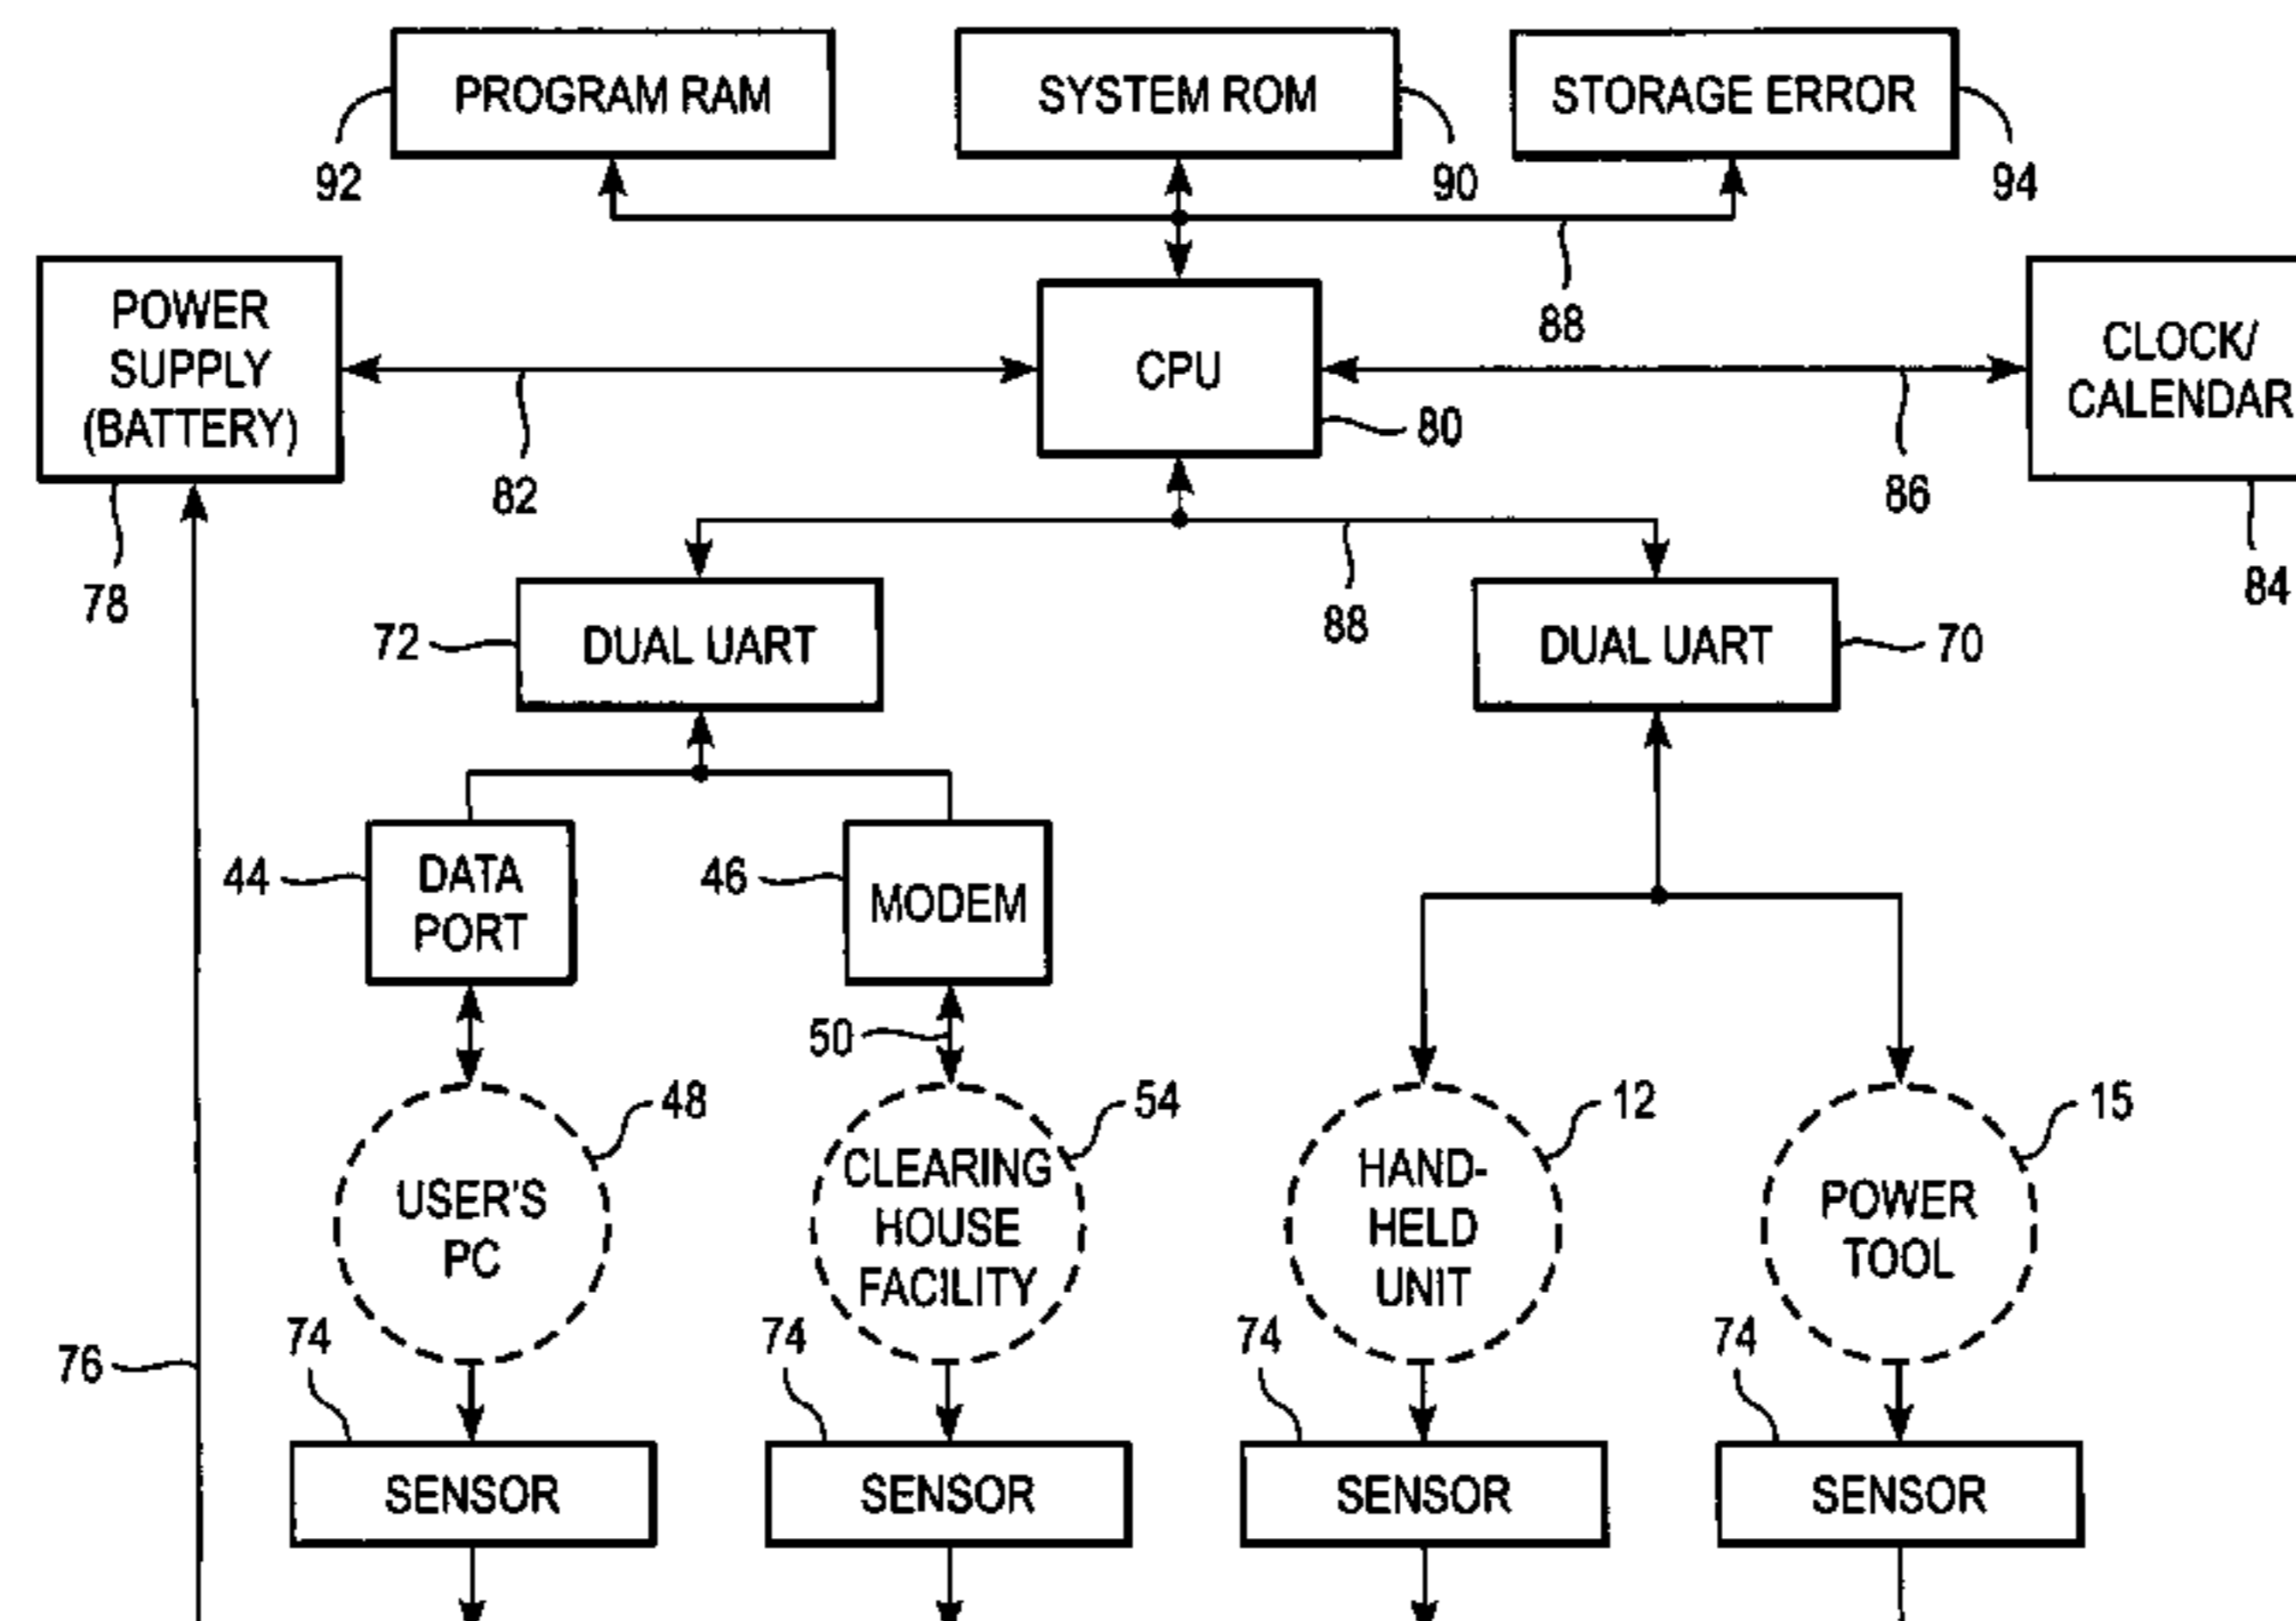 PROGRAM RAM
SYSTEM ROM
STORAGE ERROR
92
90
94
POWER
SUPPLY
(BATTERY)
88
CPU
CLOCK/
CALENDAR
80
82
86
78
84
72
DUAL UART
88
DUAL UART
70
44
DATA
PORT
46
MODEM
50
48
54
12
15
USER'S
PC
CLEARING
HOUSE
FACILITY
HAND-
HELD
UNIT
POWER
TOOL
76
74
74
74
74
SENSOR
SENSOR
SENSOR
SENSOR